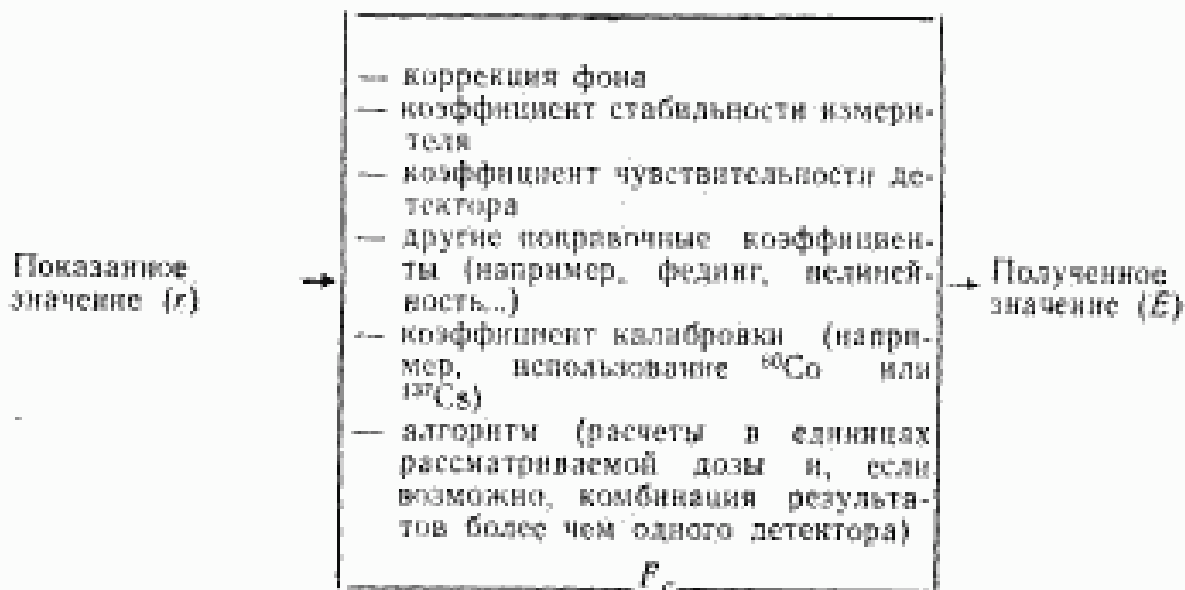 — коррекция фона
— коэффициент стабильности измери-
теля
— коэффициент чувствительности де-
тектора
— другие поправочные коэффициен-
ты (например, фединг, нелиней-
ность...)
— коэффициент калибровки (напри-
мер, использование ⁶⁰Co или
¹³⁷Cs)
— алгоритм (расчеты в единицах
рассматриваемой дозы и, если
возможно, комбинация результа-
тов более чем одного детектора)
F_c
Показанное
значение (r)
Полученное
значение (E)